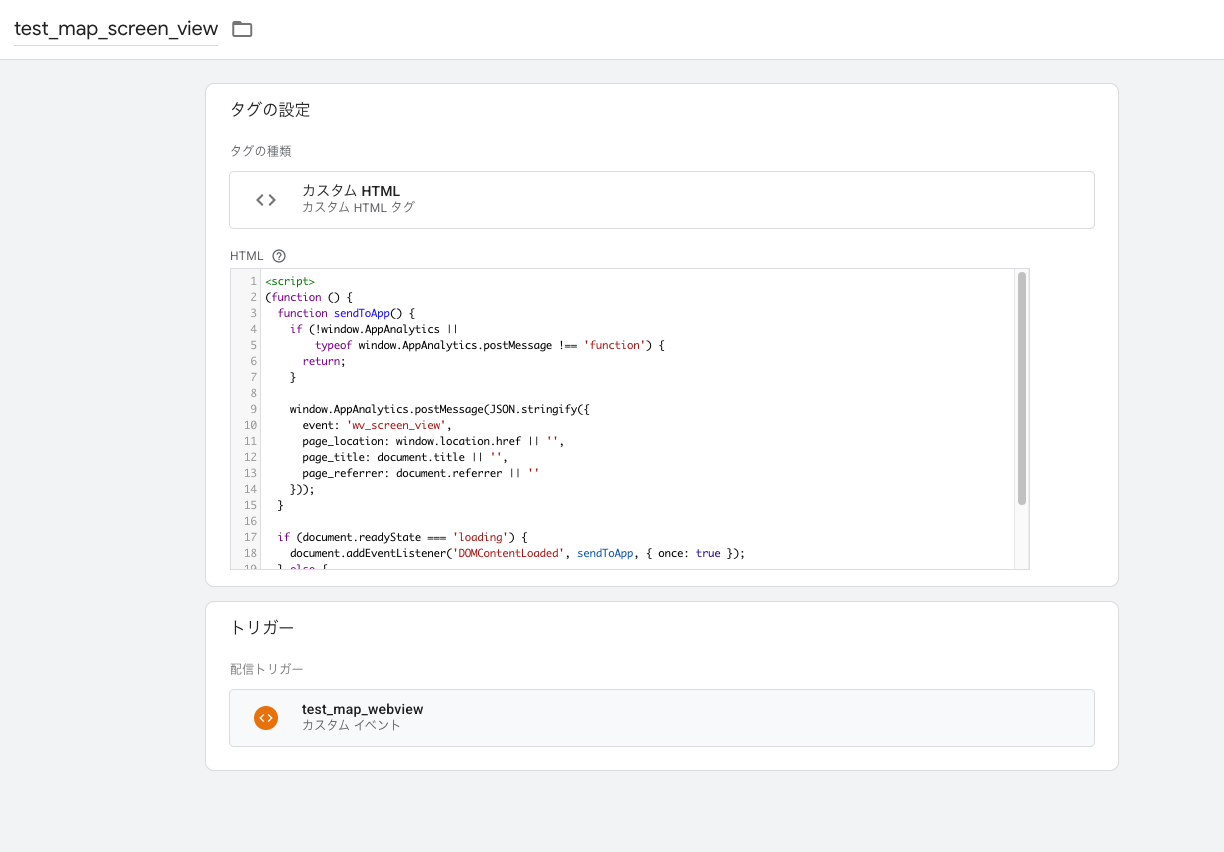 test_map_screen_view
タグの設定
タグの種類
カスタム HTML
カスタム HTML タグ
HTML
1 <script>
2 (function () {
3   function sendToApp() {
4     if (!window.AppAnalytics ||
5         typeof window.AppAnalytics.postMessage !== 'function') {
6       return;
7     }
8
9     window.AppAnalytics.postMessage(JSON.stringify({
10       event: 'wv_screen_view',
11       page_location: window.location.href || '',
12       page_title: document.title || '',
13       page_referrer: document.referrer || ''
14     }));
15   }
16
17   if (document.readyState === 'loading') {
18     document.addEventListener('DOMContentLoaded', sendToApp, { once: true });
19   } else {
トリガー
配信トリガー
test_map_webview
カスタム イベント